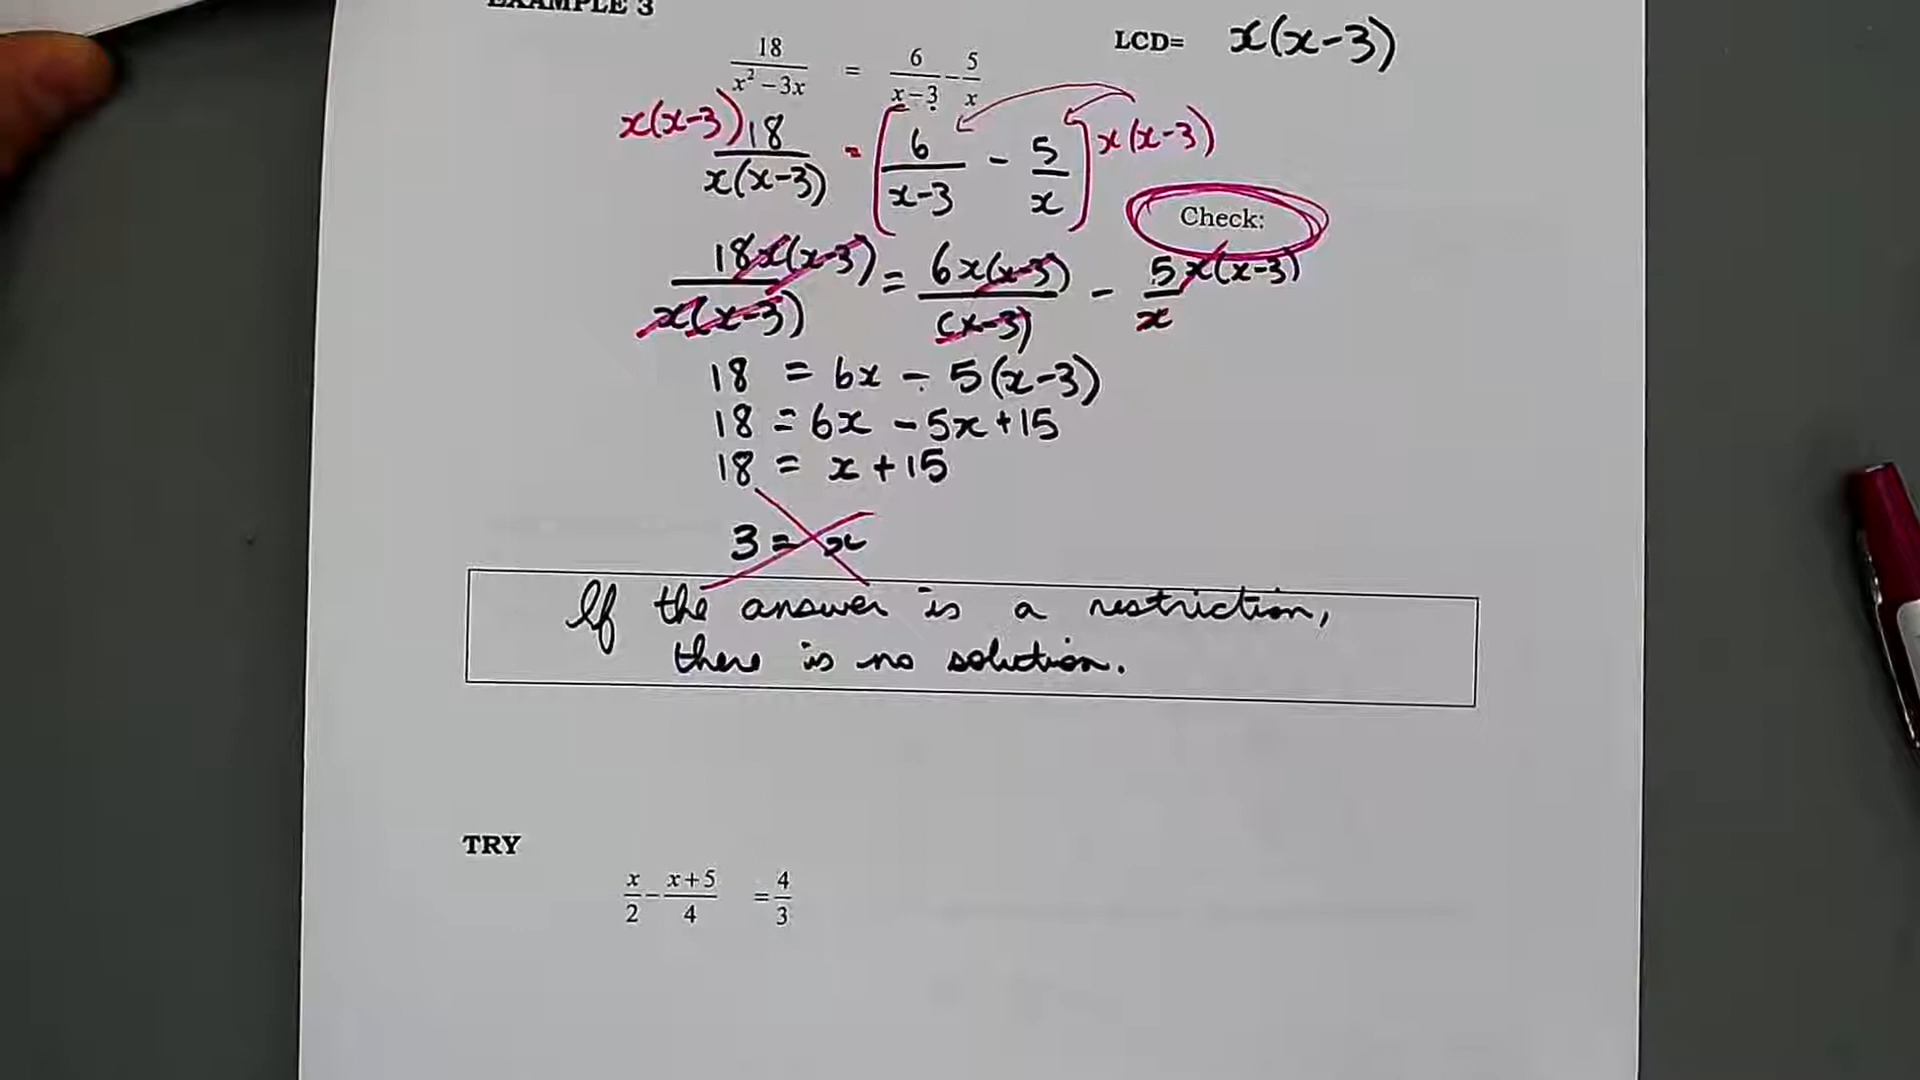 EXAMPLE 3
LCD= x(x-3)
18/(x² - 3x) = 6/(x-3) - 5/x
x(x-3) 18/(x(x-3)) = [6/(x-3) - 5/x] x(x-3)
Check:
18x(x-3)/(x(x-3)) = 6x(x-3)/(x-3) - 5x(x-3)/x
18 = 6x - 5(x-3)
18 = 6x - 5x + 15
18 = x + 15
3 = x
If the answer is a restriction,
there is no solution.
TRY
x/2 - (x+5)/4 = 4/3